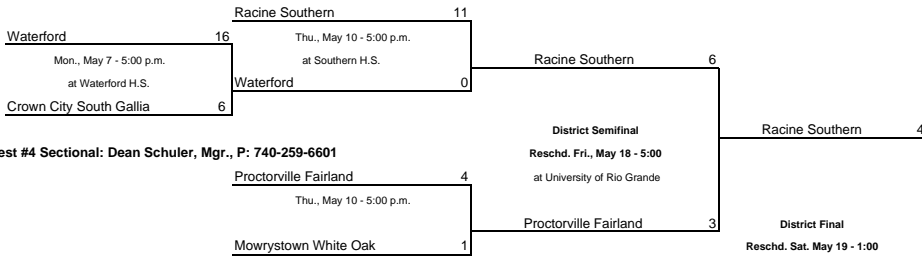 Racine Southern 11
Waterford 16
Thu., May 10 - 5:00 p.m.
Mon., May 7 - 5:00 p.m.
at Southern H.S.
Racine Southern 6
at Waterford H.S.
Waterford 0
Crown City South Gallia 6
District Semifinal
Racine Southern 4
est #4 Sectional: Dean Schuler, Mgr., P: 740-259-6601
Reschd. Fri., May 18 - 5:00
Proctorville Fairland 4
at University of Rio Grande
Thu., May 10 - 5:00 p.m.
Proctorville Fairland 3
District Final
Mowrystown White Oak 1
Reschd. Sat. May 19 - 1:00